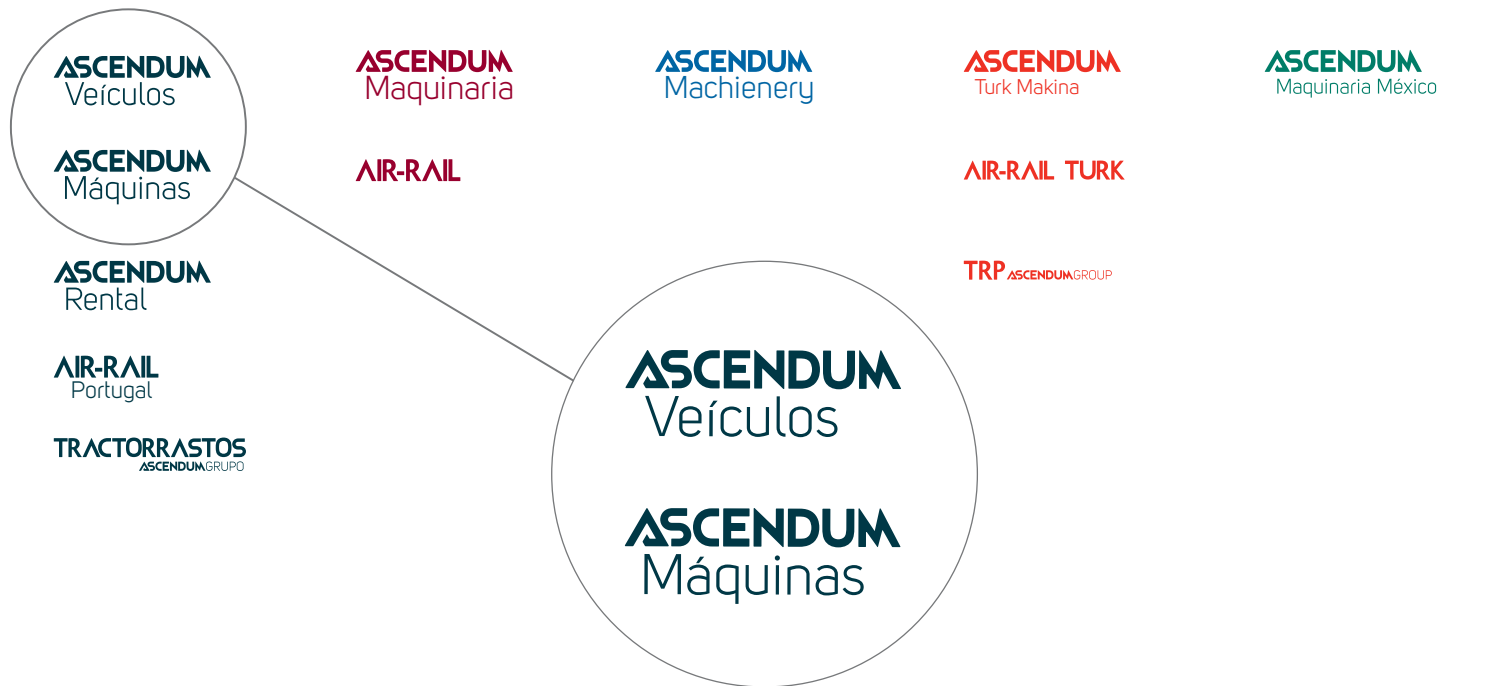 ASCENDUM
Veículos
ASCENDUM
Máquinas
ASCENDUM
Rental
AIR-RAIL
Portugal
TRACTORRASTOS
ASCENDUMGRUPO
ASCENDUM
Maquinaria
AIR-RAIL
ASCENDUM
Machienery
ASCENDUM
Turk Makina
AIR-RAIL TURK
TRP ASCENDUMGROUP
ASCENDUM
Maquinaria México
ASCENDUM
Veículos
ASCENDUM
Máquinas